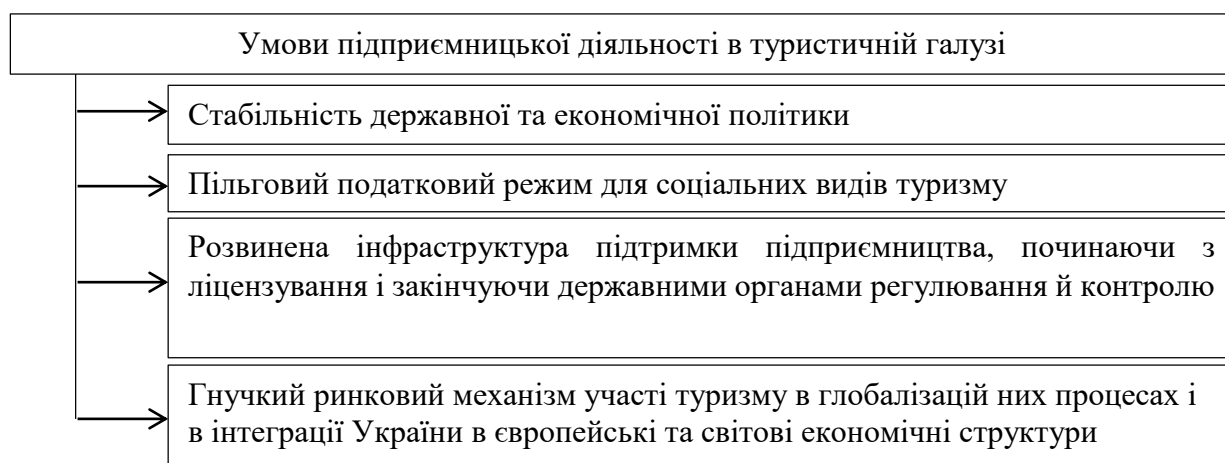 Умови підприємницької діяльності в туристичній галузі
Стабільність державної та економічної політики
Пільговий податковий режим для соціальних видів туризму
Розвинена інфраструктура підтримки підприємництва, починаючи з
ліцензування і закінчуючи державними органами регулювання й контролю
Гнучкий ринковий механізм участі туризму в глобалізацій них процесах і
в інтеграції України в європейські та світові економічні структури